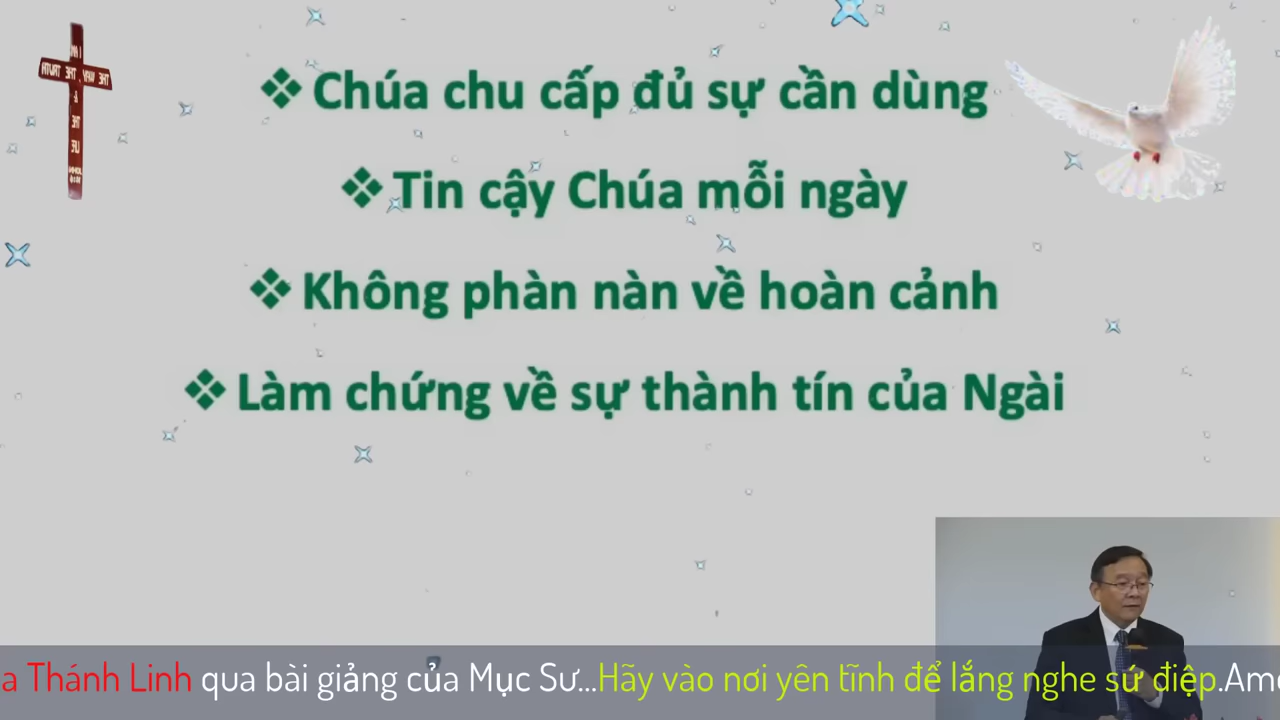 ❖Chúa chu cấp đủ sự cần dùng
❖Tin cậy Chúa mỗi ngày
❖Không phàn nàn về hoàn cảnh
❖Làm chứng về sự thành tín của Ngài
a Thánh Linh qua bài giảng của Mục Sư...Hãy vào nơi yên tĩnh để lắng nghe sứ điệp.Ame